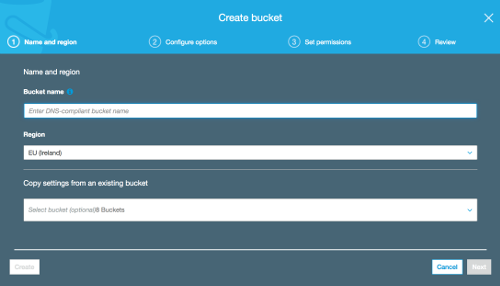 Create bucket
1 Name and region 2 Configure options 3 Set permissions 4 Review
Name and region
Bucket name
Enter DNS-compliant bucket name
Region
EU (Ireland)
Copy settings from an existing bucket
Select bucket (optional)8 Buckets
Create Cancel Next